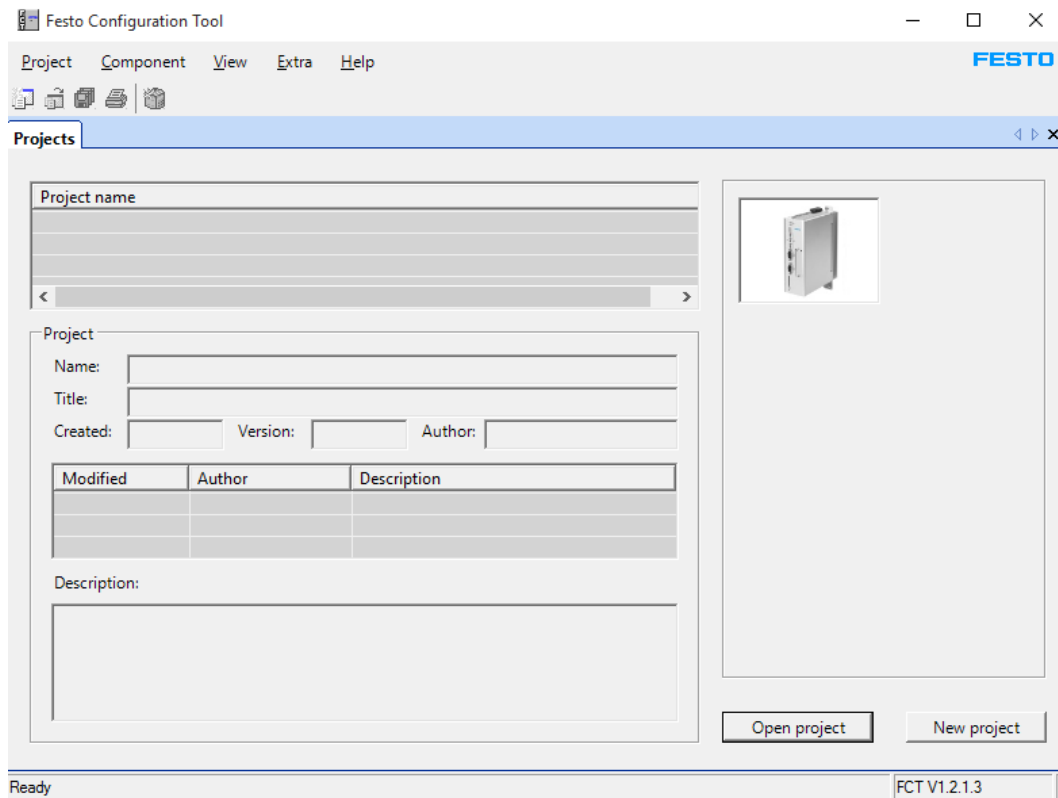 Festo Configuration Tool
Project Component View Extra Help FESTO
Projects
Project name
Project
Name:
Title:
Created: Version: Author:
Modified Author Description
Description:
Open project New project
Ready FCT V1.2.1.3